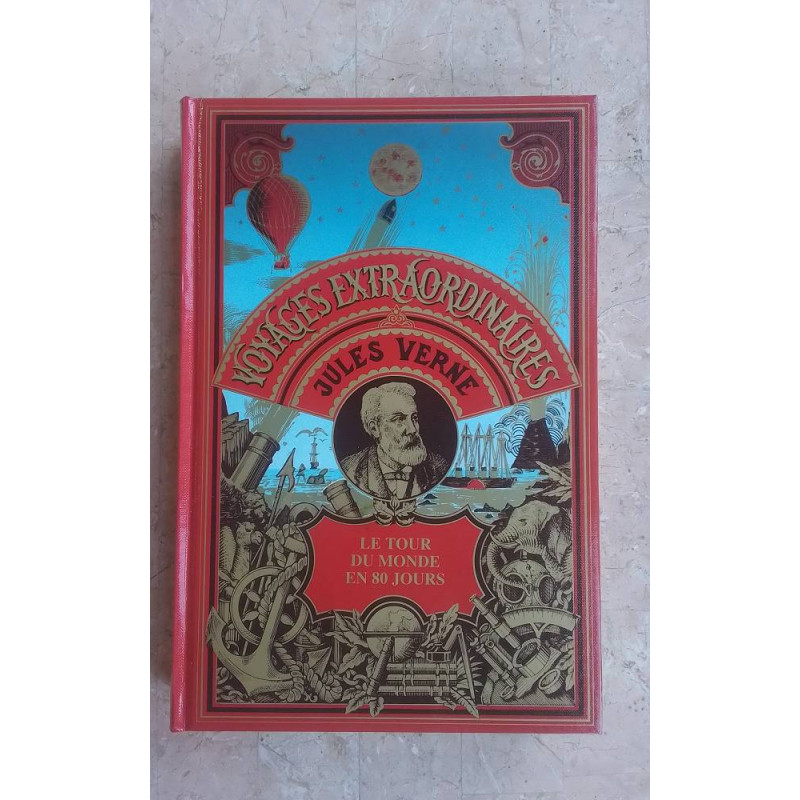 VOYAGES EXTRAORDINAIRES
JULES VERNE
LE TOUR
DU MONDE
EN 80 JOURS